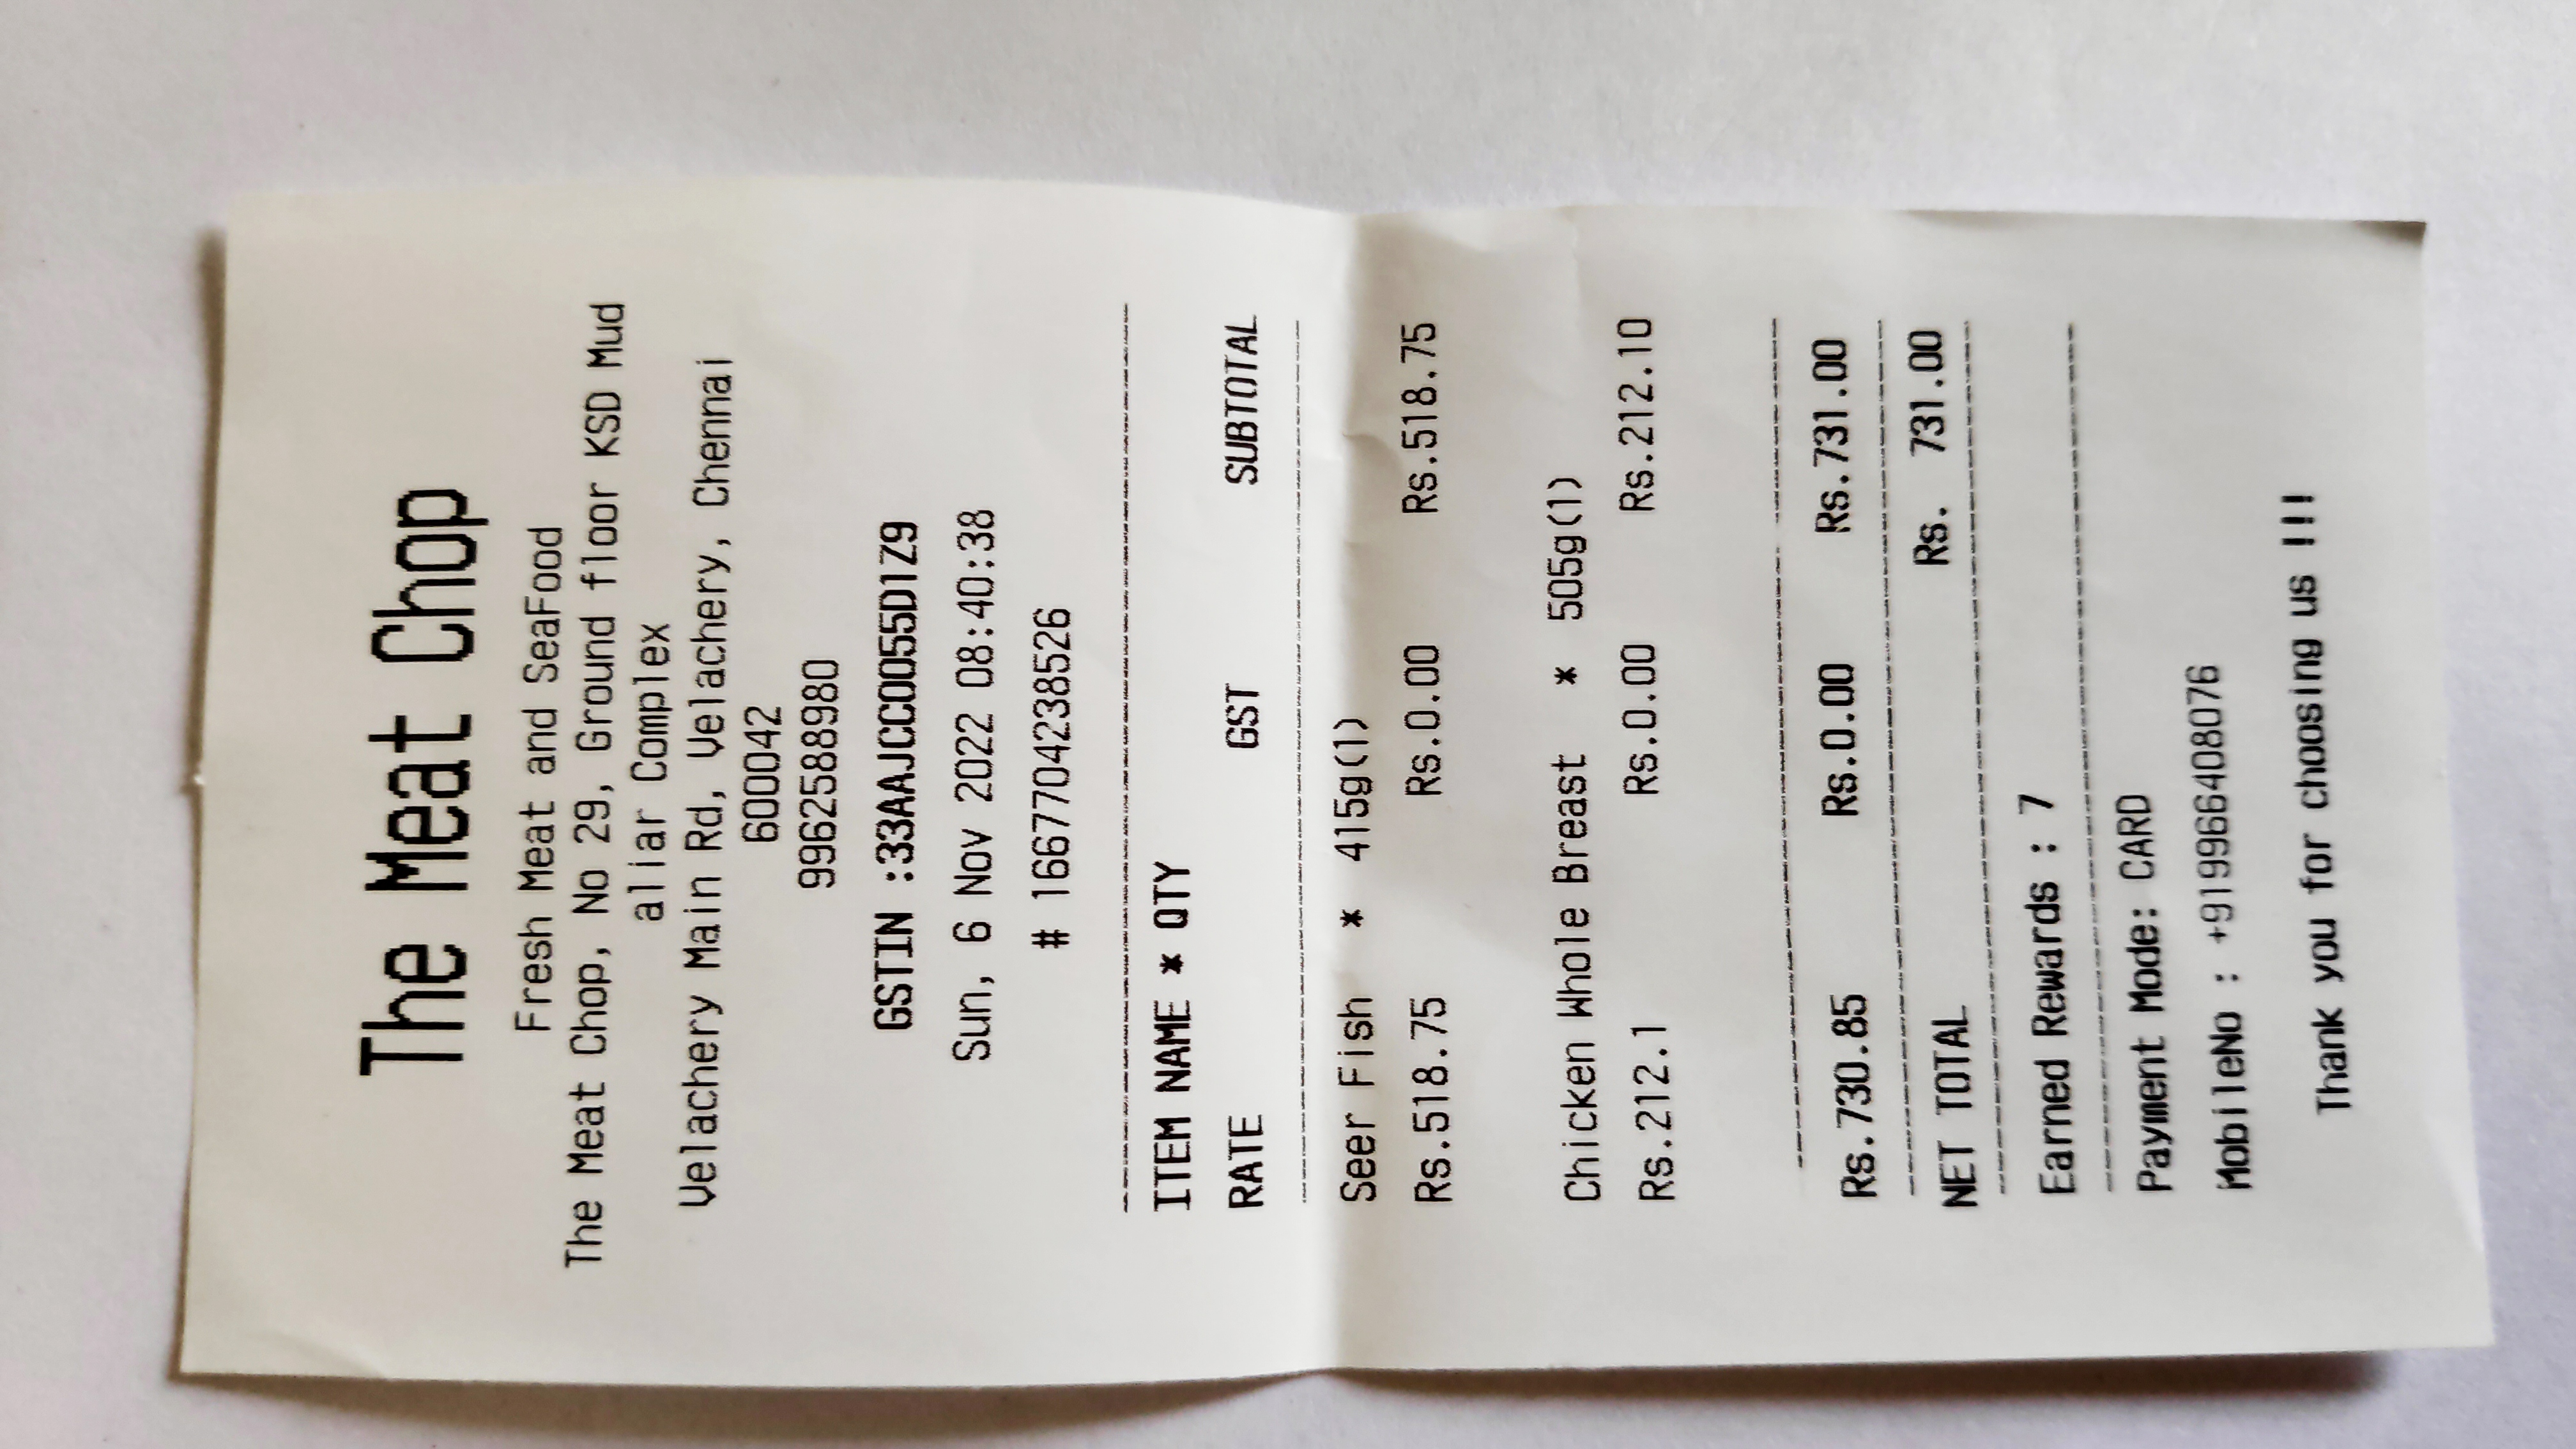 The Meat Chop
Fresh Meat and SeaFood
The Meat Chop, No 29, Ground floor KSD Mud
aliar Complex
Velachery Main Rd, Velachery, Chennai
600042
9962588980
GSTIN :33AAJCC0055D1Z9
Sun, 6 Nov 2022 08:40:38
# 1667704238526
ITEM NAME * QTY
RATE GST SUBTOTAL
Seer Fish * 415g(1)
Rs.518.75 Rs.0.00 Rs.518.75
Chicken Whole Breast * 505g(1)
Rs.212.1 Rs.0.00 Rs.212.10
Rs.730.85 Rs.0.00 Rs.731.00
NET TOTAL Rs. 731.00
Earned Rewards : 7
Payment Mode: CARD
MobileNo : +919966408076
Thank you for choosing us !!!